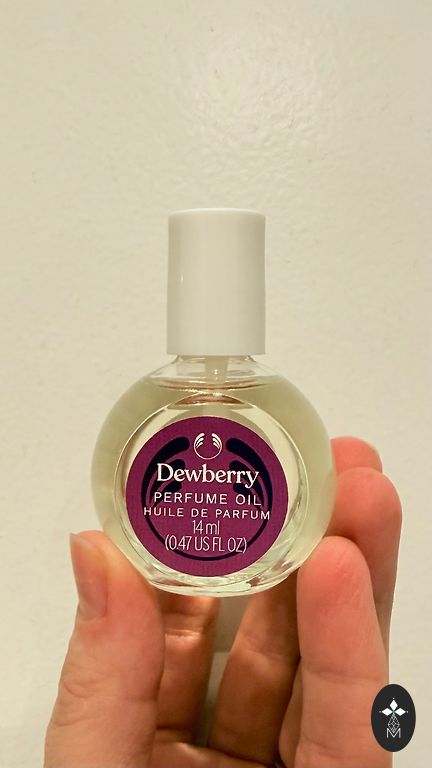 Dewberry
PERFUME OIL
HUILE DE PARFUM
14 ml
(0.47 US FL OZ)
M